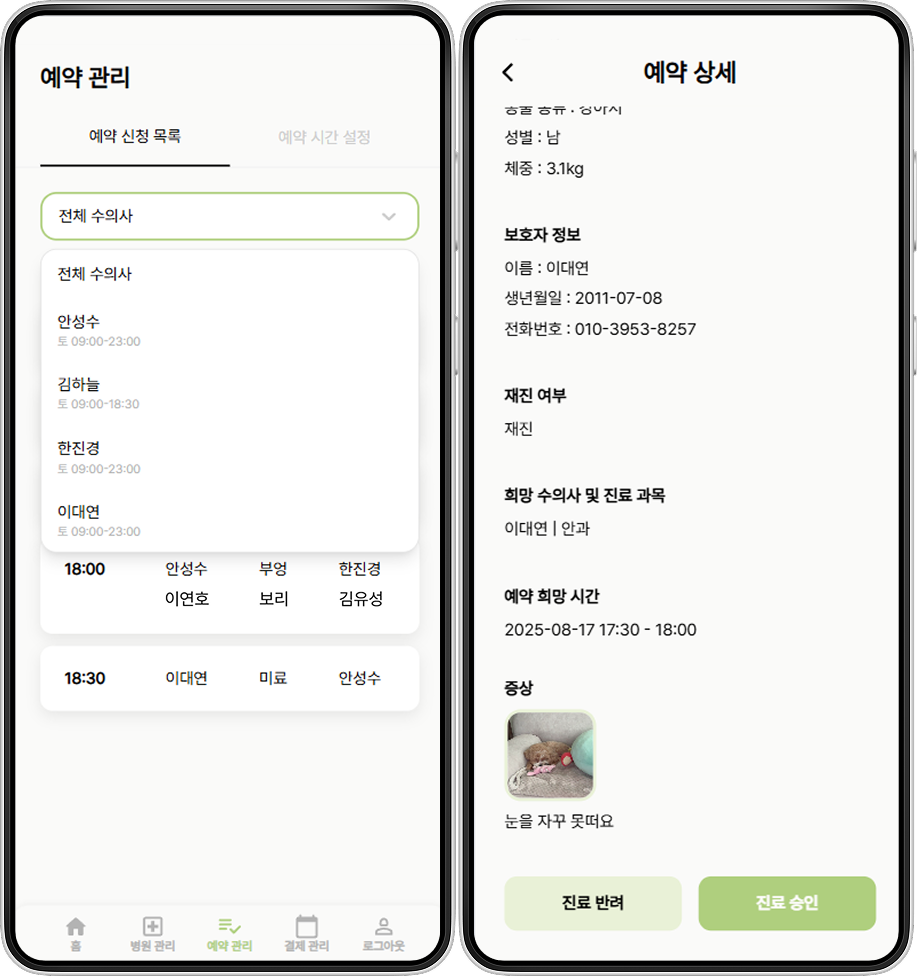 예약 관리
예약 신청 목록
예약 시간 설정
전체 수의사
전체 수의사
안성수
토 09:00-23:00
김하늘
토 09:00-18:30
한진경
토 09:00-23:00
이대연
토 09:00-23:00
18:00 안성수 부엉 한진경
이연호 보리 김유성
18:30 이대연 미료 안성수
홈
병원 관리
예약 관리
결제 관리
로그아웃
예약 상세
동물 종류 : 강아지
성별 : 남
체중 : 3.1kg
보호자 정보
이름 : 이대연
생년월일 : 2011-07-08
전화번호 : 010-3953-8257
재진 여부
재진
희망 수의사 및 진료 과목
이대연 | 안과
예약 희망 시간
2025-08-17 17:30 - 18:00
증상
눈을 자꾸 못떠요
진료 반려
진료 승인